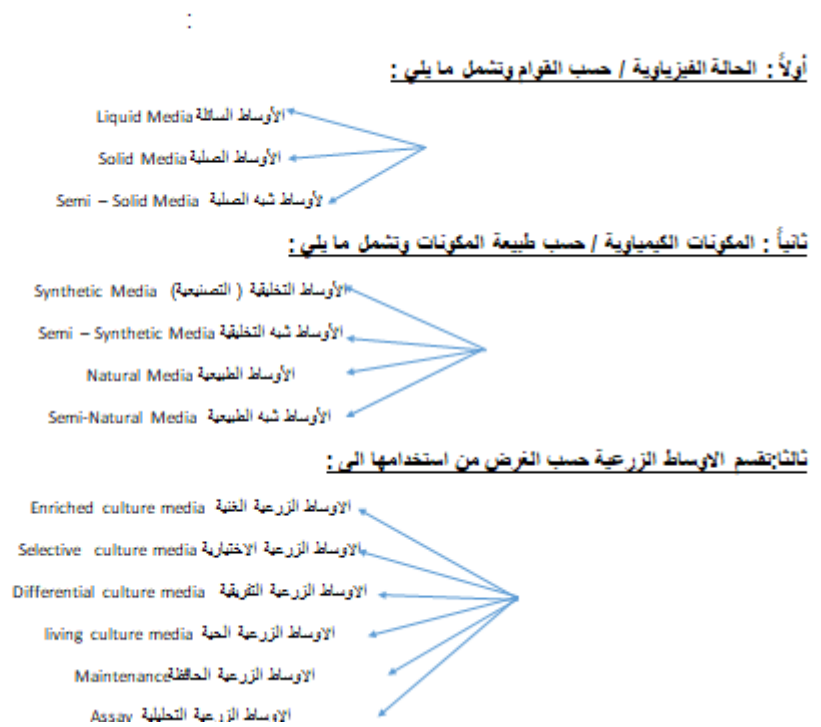 :
أولاً : الحالة الفيزياوية / حسب القوام وتشمل ما يلي :
الأوساط السائلة Liquid Media
الأوساط الصلبة Solid Media
لأوساط شبه الصلبة Semi – Solid Media
ثانياً : المكونات الكيمياوية / حسب طبيعة المكونات وتشمل ما يلي :
الأوساط التخليقية ( التصنيعية) Synthetic Media
الأوساط شبه التخليقية Semi – Synthetic Media
الأوساط الطبيعية Natural Media
الأوساط شبه الطبيعية Semi-Natural Media
ثالثا:تقسم الاوساط الزرعية حسب الغرض من استخدامها الى :
الاوساط الزرعية الغنية Enriched culture media
الاوساط الزرعية الاختيارية Selective culture media
الاوساط الزرعية التفريقية Differential culture media
الاوساط الزرعية الحية living culture media
الاوساط الزرعية الحافظة Maintenance
الاوساط الزرعية التحليلية Assay